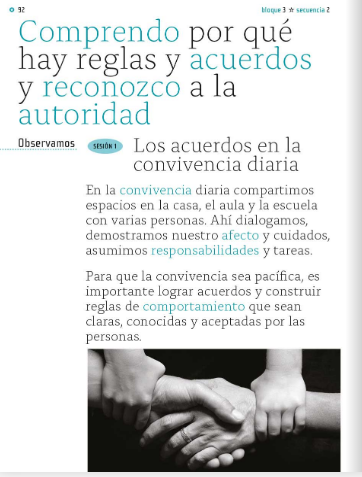 92
bloque 3 ☆ secuencia 2
Comprendo por qué
hay reglas y acuerdos
y reconozco a la
autoridad
Observamos
SESIÓN 1
Los acuerdos en la
convivencia diaria
En la convivencia diaria compartimos
espacios en la casa, el aula y la escuela
con varias personas. Ahí dialogamos,
demostramos nuestro afecto y cuidados,
asumimos responsabilidades y tareas.
Para que la convivencia sea pacífica, es
importante lograr acuerdos y construir
reglas de comportamiento que sean
claras, conocidas y aceptadas por las
personas.